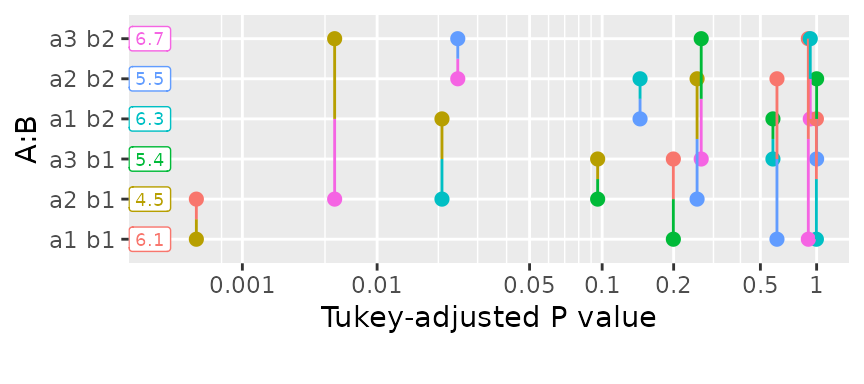 A:B
a3 b2 6.7
a2 b2 5.5
a1 b2 6.3
a3 b1 5.4
a2 b1 4.5
a1 b1 6.1
0.001 0.01 0.05 0.1 0.2 0.5 1
Tukey-adjusted P value